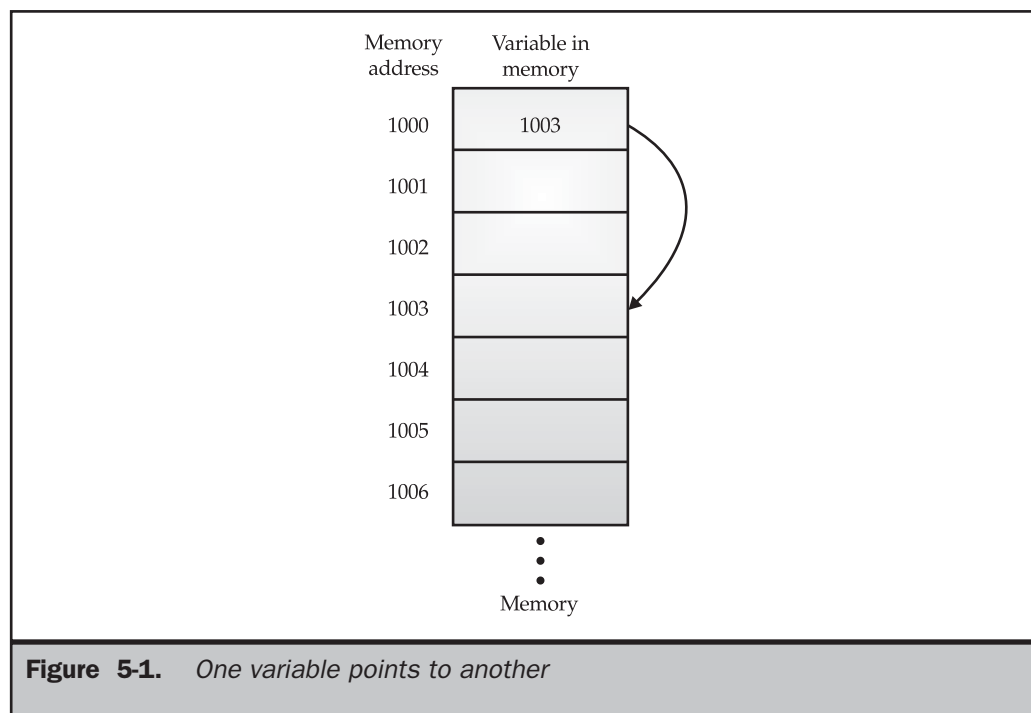 Memory address
Variable in memory
1000
1003
1001
1002
1003
1004
1005
1006
Memory
Figure 5-1. One variable points to another